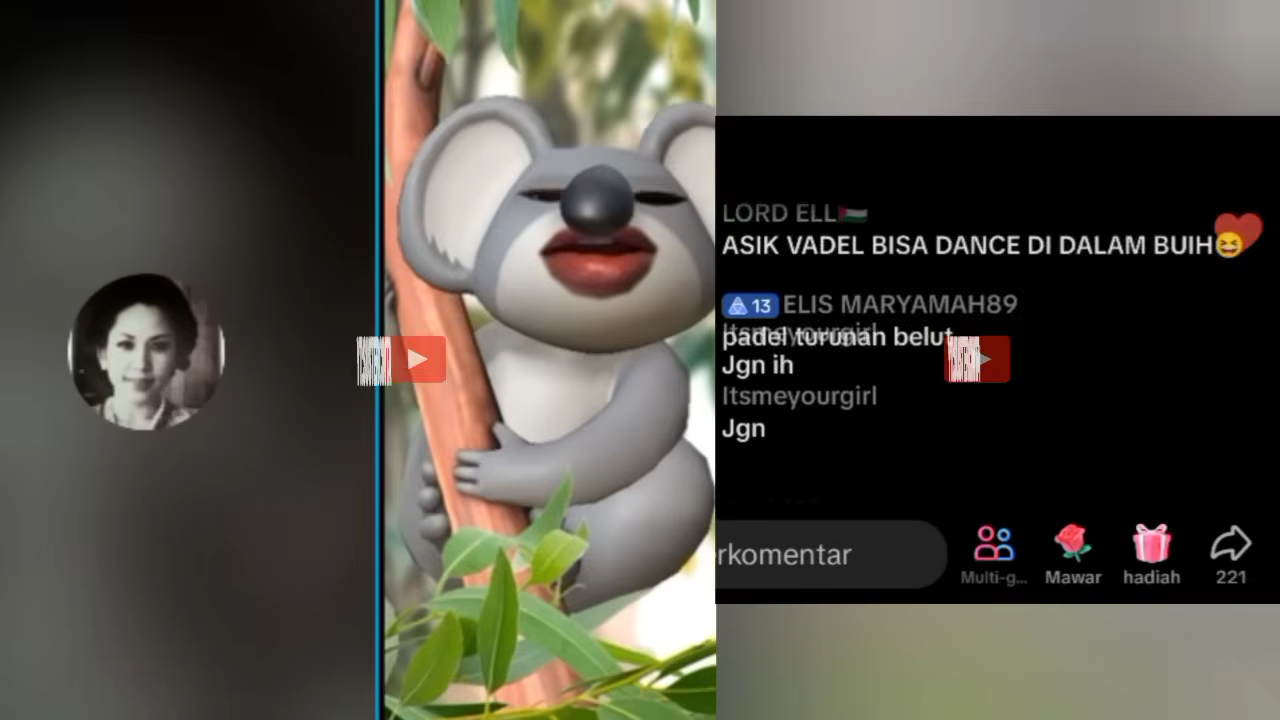 LORD ELL🇵🇸
ASIK VADEL BISA DANCE DI DALAM BUIH😆
13 ELIS MARYAMAH89
Itsmeyourgirl
padel turunan belut
Jgn ih
Itsmeyourgirl
Jgn
rkomentar
Multi-g...
Mawar
hadiah
221